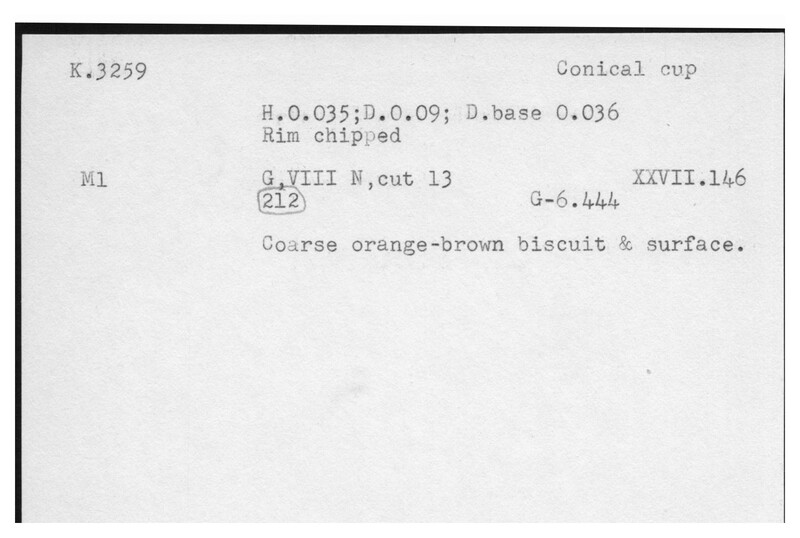 K.3259 Conical cup
H.0.035;D.0.09; D.base 0.036
Rim chipped
M1 G,VIII N,cut 13 XXVII.146
212 G-6.444
Coarse orange-brown biscuit & surface.